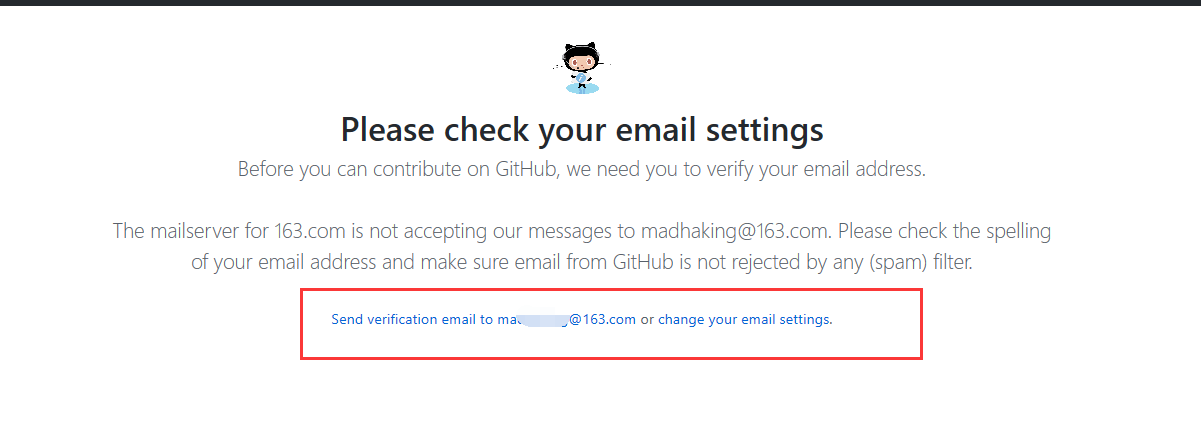 Please check your email settings
Before you can contribute on GitHub, we need you to verify your email address.
The mailserver for 163.com is not accepting our messages to madhaking@163.com. Please check the spelling
of your email address and make sure email from GitHub is not rejected by any (spam) filter.
Send verification email to ma @163.com or change your email settings.